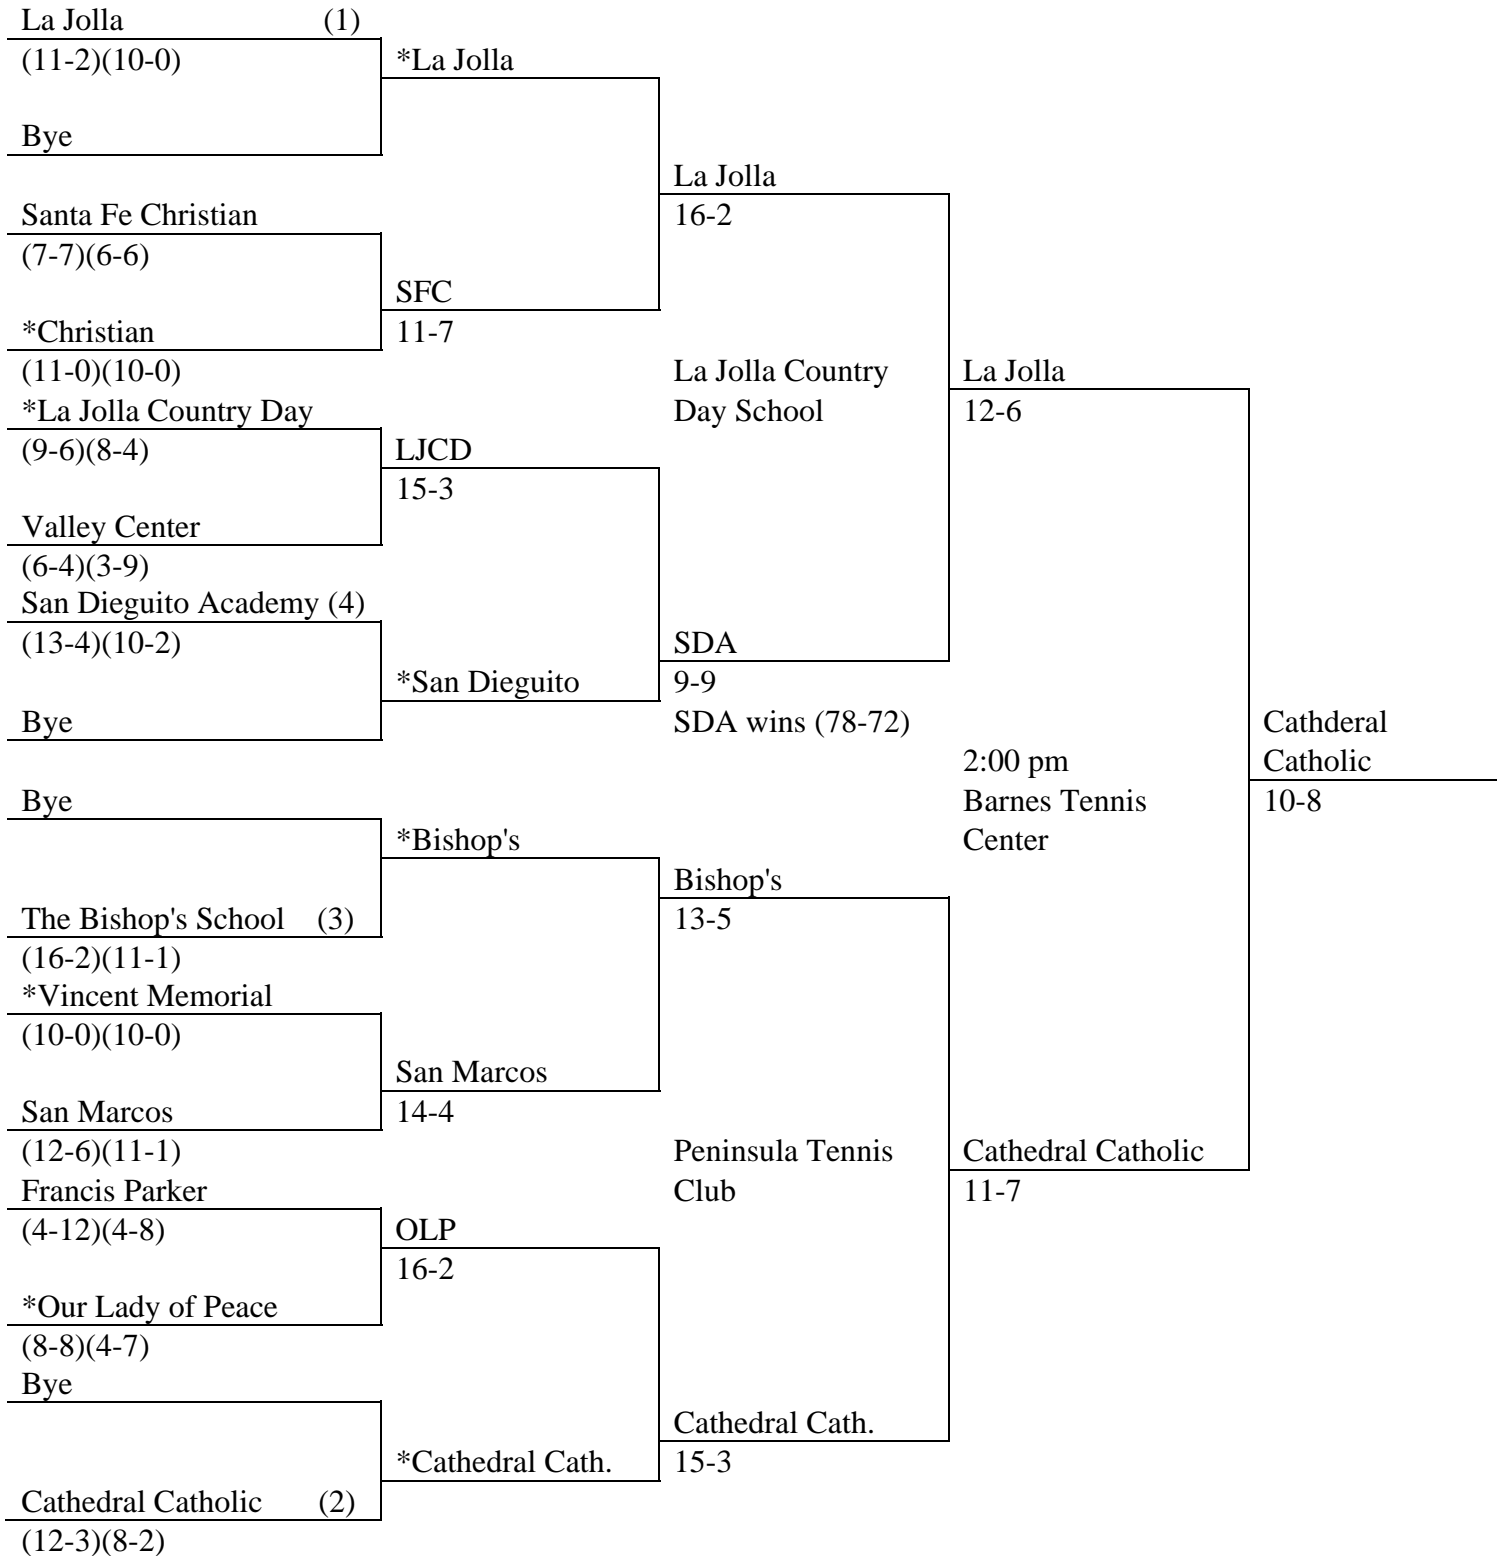 La Jolla (1)
(11-2)(10-0)
*La Jolla
Bye
La Jolla
Santa Fe Christian
16-2
(7-7)(6-6)
SFC
*Christian
11-7
(11-0)(10-0)
La Jolla Country
La Jolla
*La Jolla Country Day
Day School
12-6
(9-6)(8-4)
LJCD
15-3
Valley Center
(6-4)(3-9)
San Dieguito Academy (4)
(13-4)(10-2)
SDA
*San Dieguito
9-9
Bye
SDA wins (78-72)
Cathderal
2:00 pm
Catholic
Bye
Barnes Tennis
10-8
*Bishop's
Center
Bishop's
The Bishop's School (3)
13-5
(16-2)(11-1)
*Vincent Memorial
(10-0)(10-0)
San Marcos
San Marcos
14-4
(12-6)(11-1)
Peninsula Tennis
Cathedral Catholic
Francis Parker
Club
11-7
(4-12)(4-8)
OLP
16-2
*Our Lady of Peace
(8-8)(4-7)
Bye
Cathedral Cath.
*Cathedral Cath.
15-3
Cathedral Catholic (2)
(12-3)(8-2)